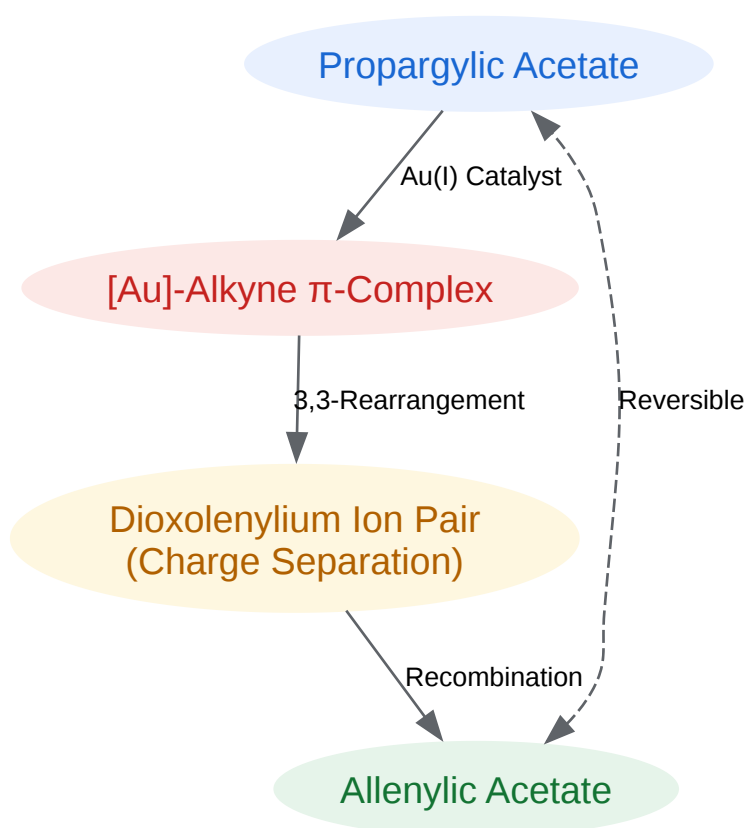 Propargylic Acetate
Au(I) Catalyst
[Au]-Alkyne π-Complex
3,3-Rearrangement
Reversible
Dioxolenylium Ion Pair
(Charge Separation)
Recombination
Allenylic Acetate